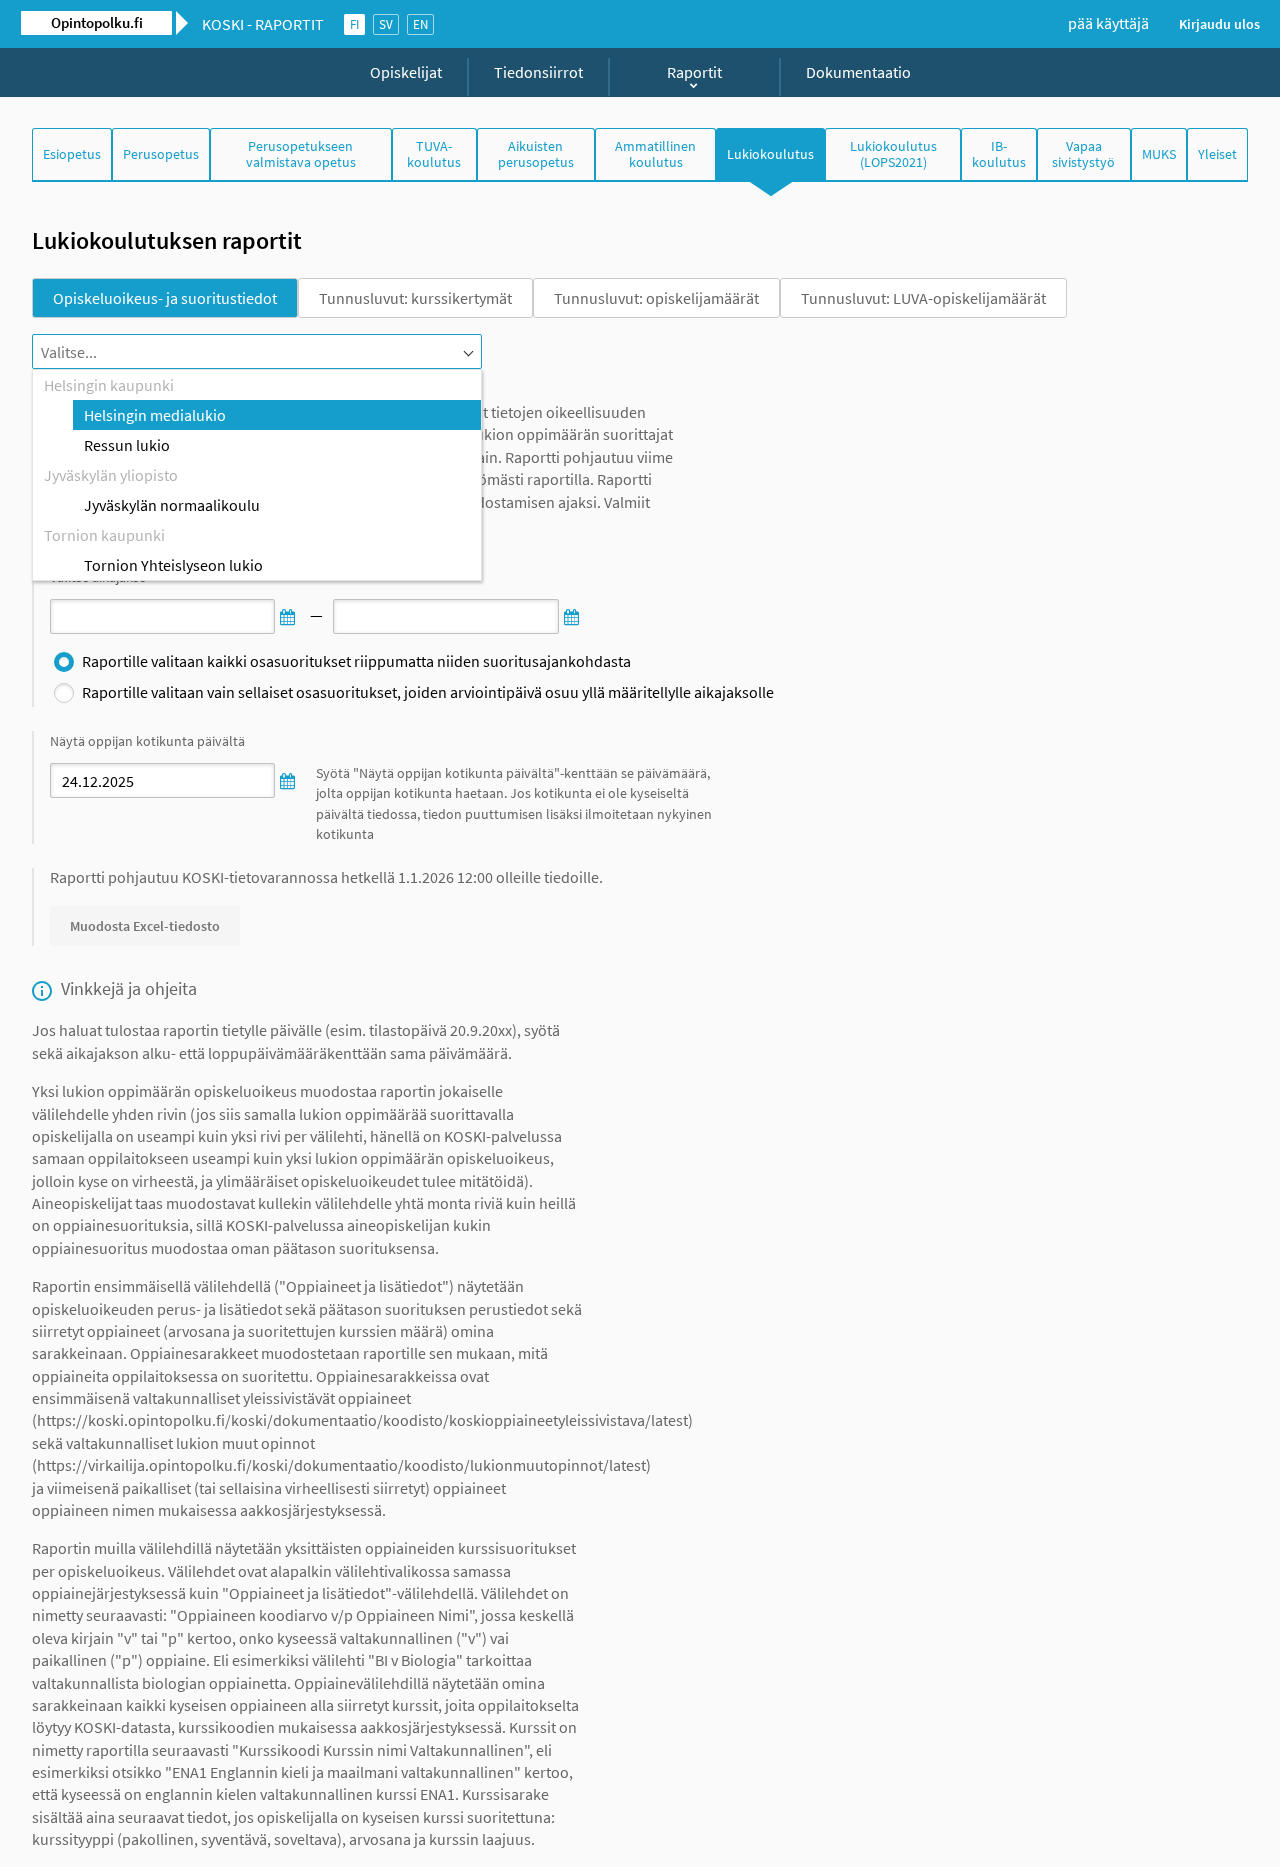 Opintopolku.fi
KOSKI - RAPORTIT
FI
SV
EN
pää käyttäjä
Kirjaudu ulos
Opiskelijat
Tiedonsiirrot
Raportit
Dokumentaatio
Esiopetus
Perusopetus
Perusopetukseen
valmistava opetus
TUVA-
koulutus
Aikuisten
perusopetus
Ammatillinen
koulutus
Lukiokoulutus
Lukiokoulutus
(LOPS2021)
IB-
koulutus
Vapaa
sivistystyö
MUKS
Yleiset
Lukiokoulutuksen raportit
Opiskeluoikeus- ja suoritustiedot
Tunnusluvut: kurssikertymät
Tunnusluvut: opiskelijamäärät
Tunnusluvut: LUVA-opiskelijamäärät
Valitse...
Helsingin kaupunki
Helsingin medialukio
Ressun lukio
Jyväskylän yliopisto
Jyväskylän normaalikoulu
Tornion kaupunki
Tornion Yhteislyseon lukio
tietojen oikeellisuuden
oppimäärän suorittajat
Raportti pohjautuu viime
raportilla. Raportti
ajaksi. Valmiit
—
Raportille valitaan kaikki osasuoritukset riippumatta niiden suoritusajankohdasta
Raportille valitaan vain sellaiset osasuoritukset, joiden arviointipäivä osuu yllä määritellylle aikajaksolle
Näytä oppijan kotikunta päivältä
24.12.2025
Syötä "Näytä oppijan kotikunta päivältä"-kenttään se päivämäärä,
jolta oppijan kotikunta haetaan. Jos kotikunta ei ole kyseiseltä
päivältä tiedossa, tiedon puuttumisen lisäksi ilmoitetaan nykyinen
kotikunta
Raportti pohjautuu KOSKI-tietovarannossa hetkellä 1.1.2026 12:00 olleille tiedoille.
Muodosta Excel-tiedosto
Vinkkejä ja ohjeita
Jos haluat tulostaa raportin tietylle päivälle (esim. tilastopäivä 20.9.20xx), syötä
sekä aikajakson alku- että loppupäivämääräkenttään sama päivämäärä.
Yksi lukion oppimäärän opiskeluoikeus muodostaa raportin jokaiselle
välilehdelle yhden rivin (jos siis samalla lukion oppimäärää suorittavalla
opiskelijalla on useampi kuin yksi rivi per välilehti, hänellä on KOSKI-palvelussa
samaan oppilaitokseen useampi kuin yksi lukion oppimäärän opiskeluoikeus,
jolloin kyse on virheestä, ja ylimääräiset opiskeluoikeudet tulee mitätöidä).
Aineopiskelijat taas muodostavat kullekin välilehdelle yhtä monta riviä kuin heillä
on oppiainesuorituksia, sillä KOSKI-palvelussa aineopiskelijan kukin
oppiainesuoritus muodostaa oman päätason suorituksensa.
Raportin ensimmäisellä välilehdellä ("Oppiaineet ja lisätiedot") näytetään
opiskeluoikeuden perus- ja lisätiedot sekä päätason suorituksen perustiedot sekä
siirretyt oppiaineet (arvosana ja suoritettujen kurssien määrä) omina
sarakkeinaan. Oppiainesarakkeet muodostetaan raportille sen mukaan, mitä
oppiaineita oppilaitoksessa on suoritettu. Oppiainesarakkeissa ovat
ensimmäisenä valtakunnalliset yleissivistävät oppiaineet
(https://koski.opintopolku.fi/koski/dokumentaatio/koodisto/koskioppiaineetyleissivistava/latest)
sekä valtakunnalliset lukion muut opinnot
(https://virkailija.opintopolku.fi/koski/dokumentaatio/koodisto/lukionmuutopinnot/latest)
ja viimeisenä paikalliset (tai sellaisina virheellisesti siirretyt) oppiaineet
oppiaineen nimen mukaisessa aakkosjärjestyksessä.
Raportin muilla välilehdillä näytetään yksittäisten oppiaineiden kurssisuoritukset
per opiskeluoikeus. Välilehdet ovat alapalkin välilehtivalikossa samassa
oppiainejärjestyksessä kuin "Oppiaineet ja lisätiedot"-välilehdellä. Välilehdet on
nimetty seuraavasti: "Oppiaineen koodiarvo v/p Oppiaineen Nimi", jossa keskellä
oleva kirjain "v" tai "p" kertoo, onko kyseessä valtakunnallinen ("v") vai
paikallinen ("p") oppiaine. Eli esimerkiksi välilehti "BI v Biologia" tarkoittaa
valtakunnallista biologian oppiainetta. Oppiainevälilehdillä näytetään omina
sarakkeinaan kaikki kyseisen oppiaineen alla siirretyt kurssit, joita oppilaitokselta
löytyy KOSKI-datasta, kurssikoodien mukaisessa aakkosjärjestyksessä. Kurssit on
nimetty raportilla seuraavasti "Kurssikoodi Kurssin nimi Valtakunnallinen", eli
esimerkiksi otsikko "ENA1 Englannin kieli ja maailmani valtakunnallinen" kertoo,
että kyseessä on englannin kielen valtakunnallinen kurssi ENA1. Kurssisarake
sisältää aina seuraavat tiedot, jos opiskelijalla on kyseisen kurssi suoritettuna:
kurssityyppi (pakollinen, syventävä, soveltava), arvosana ja kurssin laajuus.